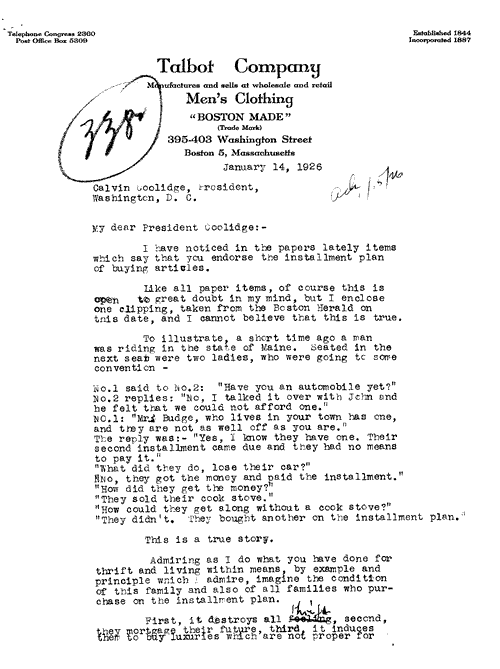 Telephone Congress 2360
Post Office Box 5309
Established 1844
Incorporated 1887
Talbot Company
Manufactures and sells at wholesale and retail
Men's Clothing
"BOSTON MADE"
(Trade Mark)
395-403 Washington Street
Boston 5, Massachusetts
January 14, 1926
338
ack 1/15/26
Calvin Coolidge, President,
Washington, D. C.
My dear President Coolidge:-
I have noticed in the papers lately items
which say that you endorse the installment plan
of buying articles.
Like all paper items, of course this is
open to great doubt in my mind, but I enclose
one clipping, taken from the Boston Herald on
this date, and I cannot believe that this is true.
To illustrate, a short time ago a man
was riding in the state of Maine. Seated in the
next seat were two ladies, who were going to some
convention -
No.1 said to No.2: "Have you an automobile yet?"
No.2 replies: "No, I talked it over with John and
he felt that we could not afford one."
NO.1: "Mr. Budge, who lives in your town has one,
and they are not as well off as you are."
The reply was:- "Yes, I know they have one. Their
second installment came due and they had no means
to pay it."
"What did they do, lose their car?"
"No, they got the money and paid the installment."
"How did they get the money?"
"They sold their cook stove."
"How could they get along without a cook stove?"
"They didn't. They bought another on the installment plan."
This is a true story.
Admiring as I do what you have done for
thrift and living within means, by example and
principle which I admire, imagine the condition
of this family and also of all families who pur-
chase on the installment plan.
thrift
First, it destroys all feeling, second,
they mortgage their future, third, it induces
them to buy luxuries which are not proper for